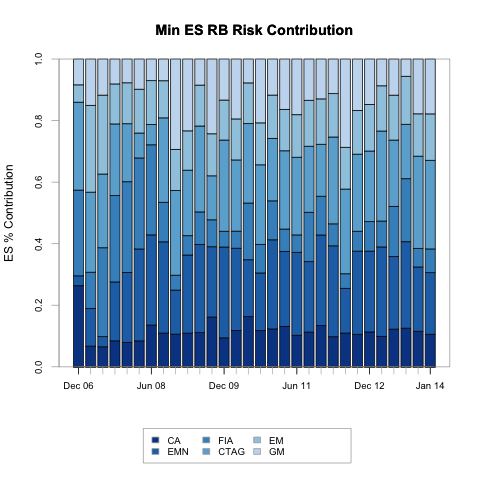 Min ES RB Risk Contribution
ES % Contribution
1.0
0.8
0.6
0.4
0.2
0.0
Dec 06 Jun 08 Dec 09 Jun 11 Dec 12 Jan 14
CA FIA EM
EMN CTAG GM